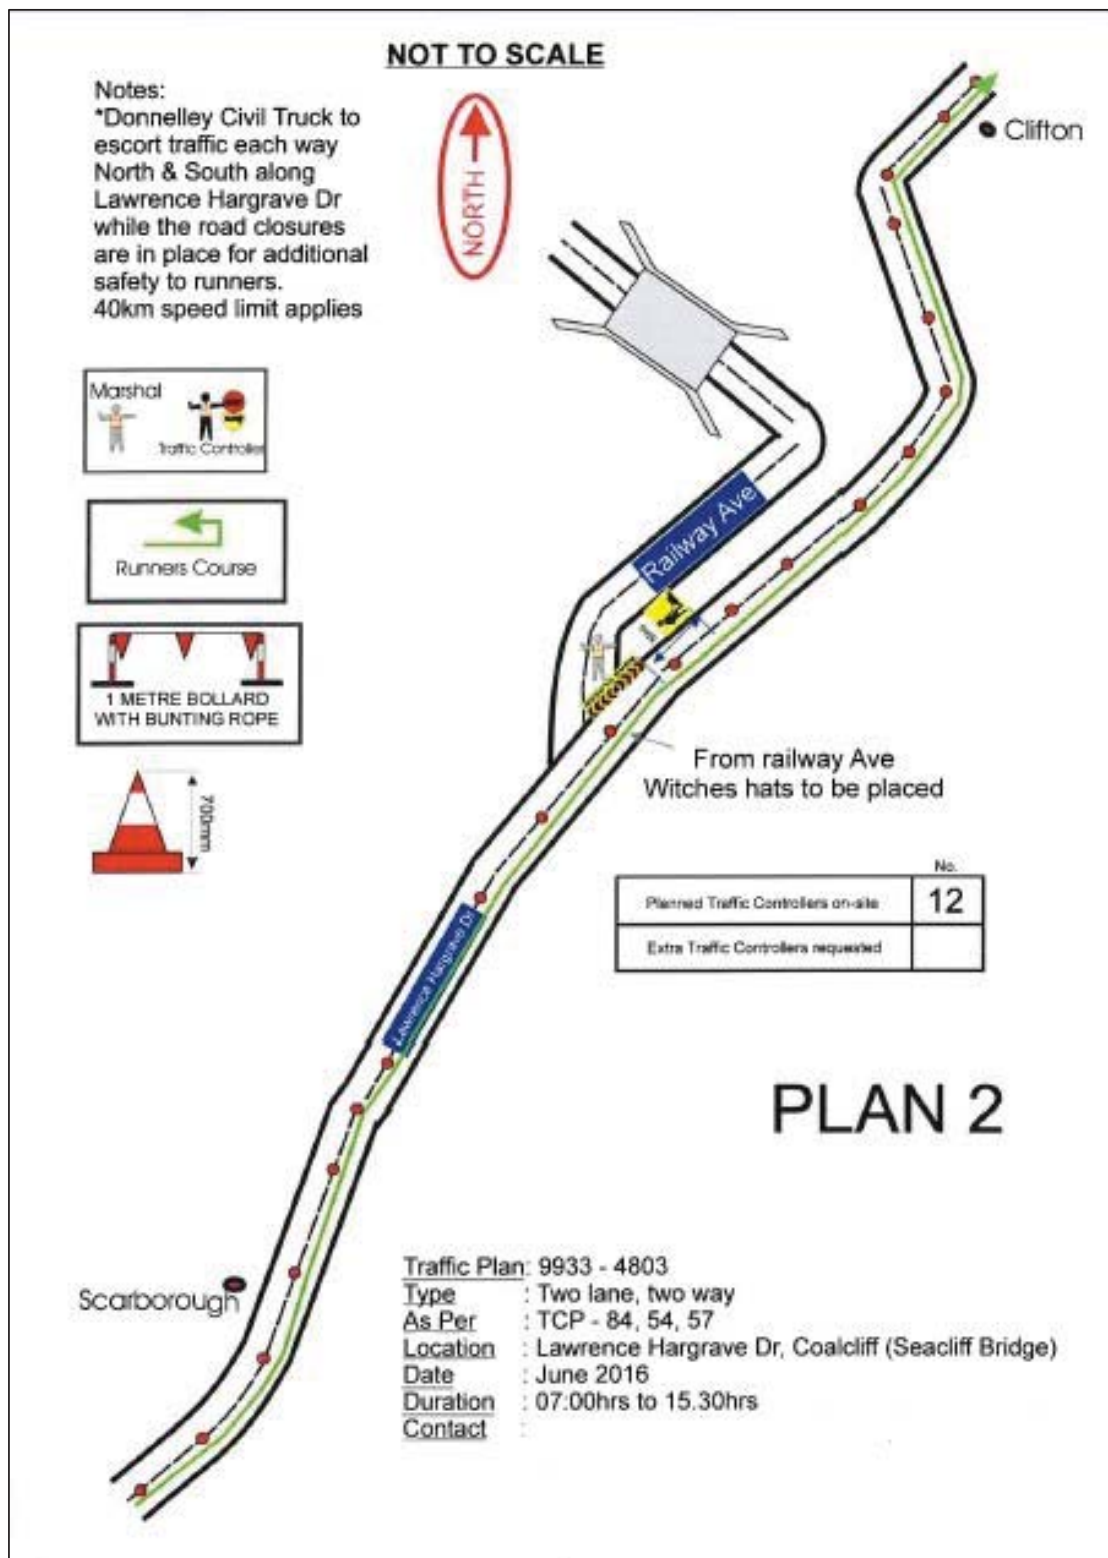 NOT TO SCALE
Notes:
*Donnelley Civil Truck to
escort traffic each way
North & South along
Lawrence Hargrave Dr
while the road closures
are in place for additional
safety to runners.
40km speed limit applies
NORTH
Clifton
Marshal
Traffic Controller
Railway Ave
Runners Course
1 METRE BOLLARD
WITH BUNTING ROPE
From railway Ave
Witches hats to be placed
700mm
No.
Planned Traffic Controllers on-site 12
Extra Traffic Controllers requested
Lawrence Hargrave Dr
PLAN 2
Scarborough
Traffic Plan: 9933 - 4803
Type : Two lane, two way
As Per : TCP - 84, 54, 57
Location : Lawrence Hargrave Dr, Coalcliff (Seacliff Bridge)
Date : June 2016
Duration : 07:00hrs to 15.30hrs
Contact :